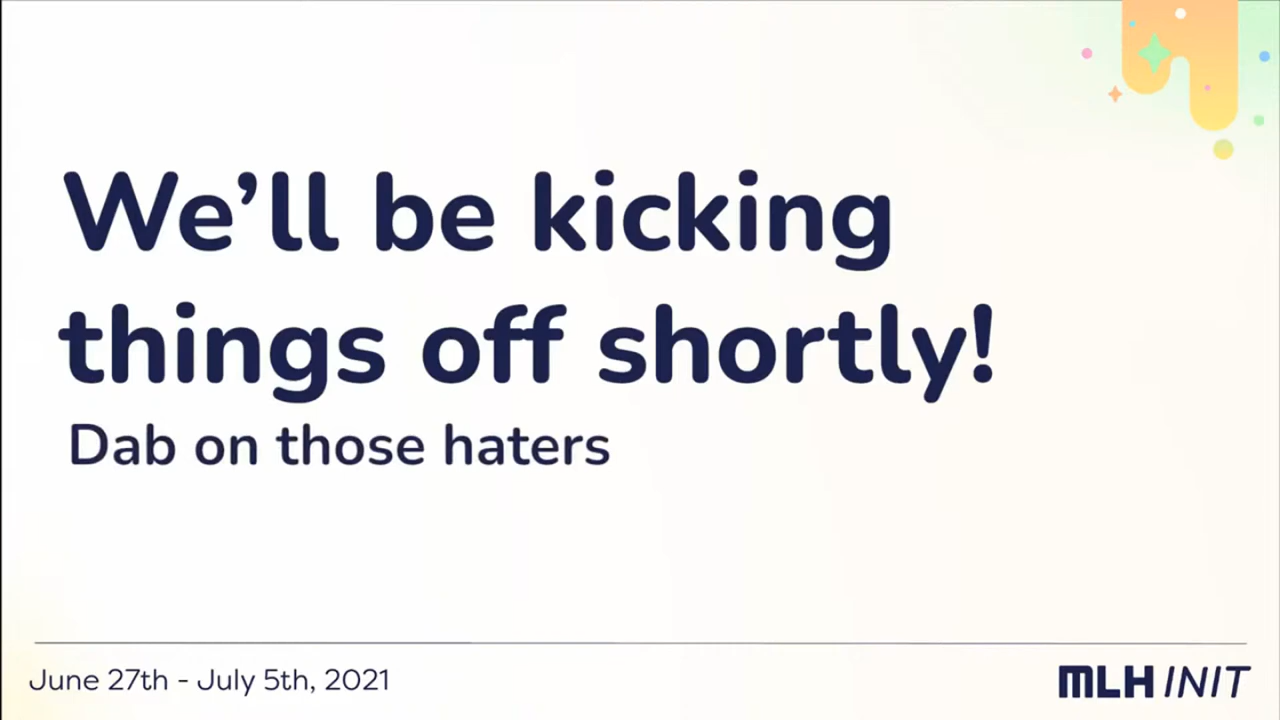 We’ll be kicking
things off shortly!
Dab on those haters
June 27th - July 5th, 2021
MLH INIT